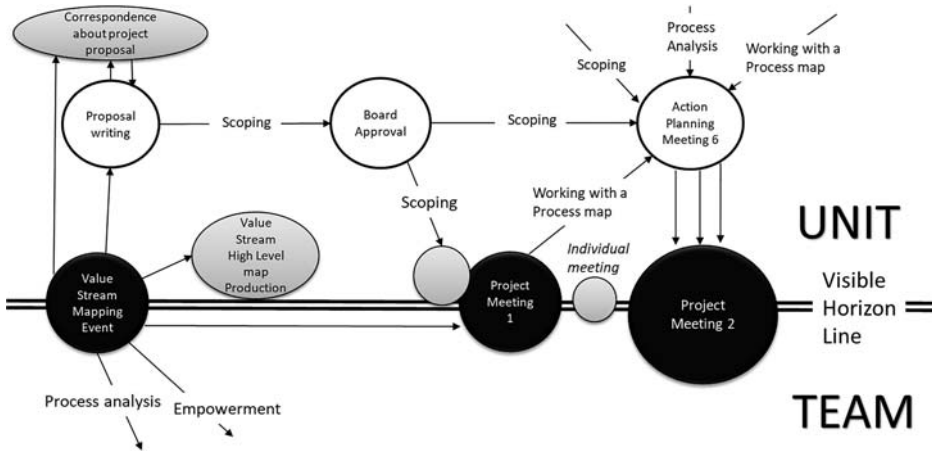 Correspondence
about project
proposal
Process
Analysis
Working with a
Process map
Scoping
Proposal
writing
Scoping
Board
Approval
Scoping
Action
Planning
Meeting 6
Scoping
Working with a
Process map
Value
Stream
High Level
map
Production
Individual
meeting
UNIT
Value
Stream
Mapping
Event
Project
Meeting
1
Project
Meeting 2
Visible
Horizon
Line
Process analysis
Empowerment
TEAM